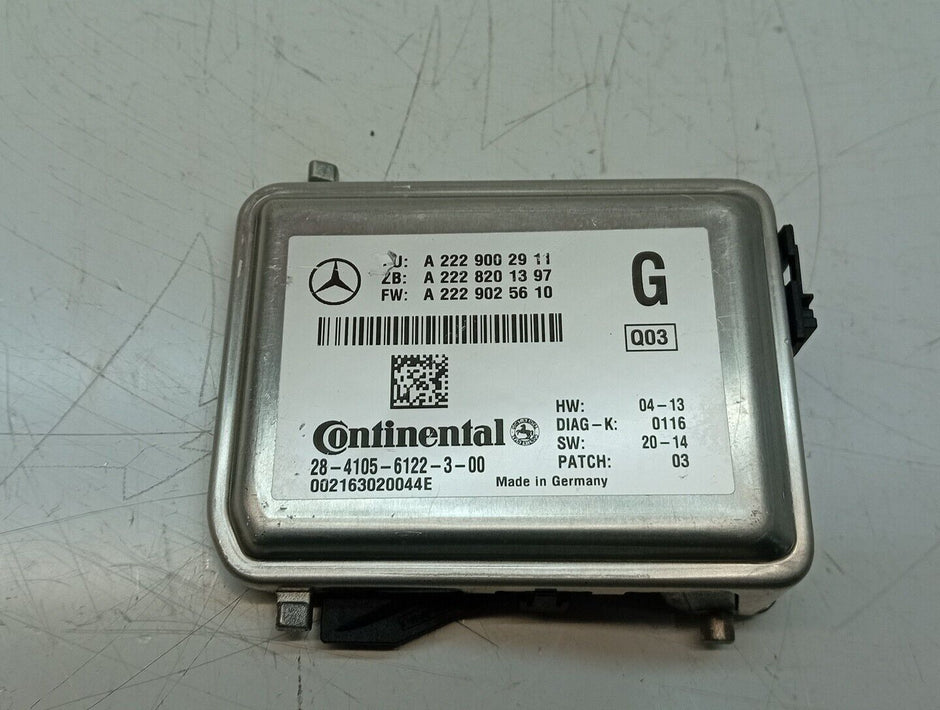 A 222 900 29 11
ZB: A 222 820 13 97
FW: A 222 902 56 10
G
Q03
Continental
28-4105-6122-3-00
002163020044E
HW: 04-13
DIAG-K: 0116
SW: 20-14
PATCH: 03
Made in Germany